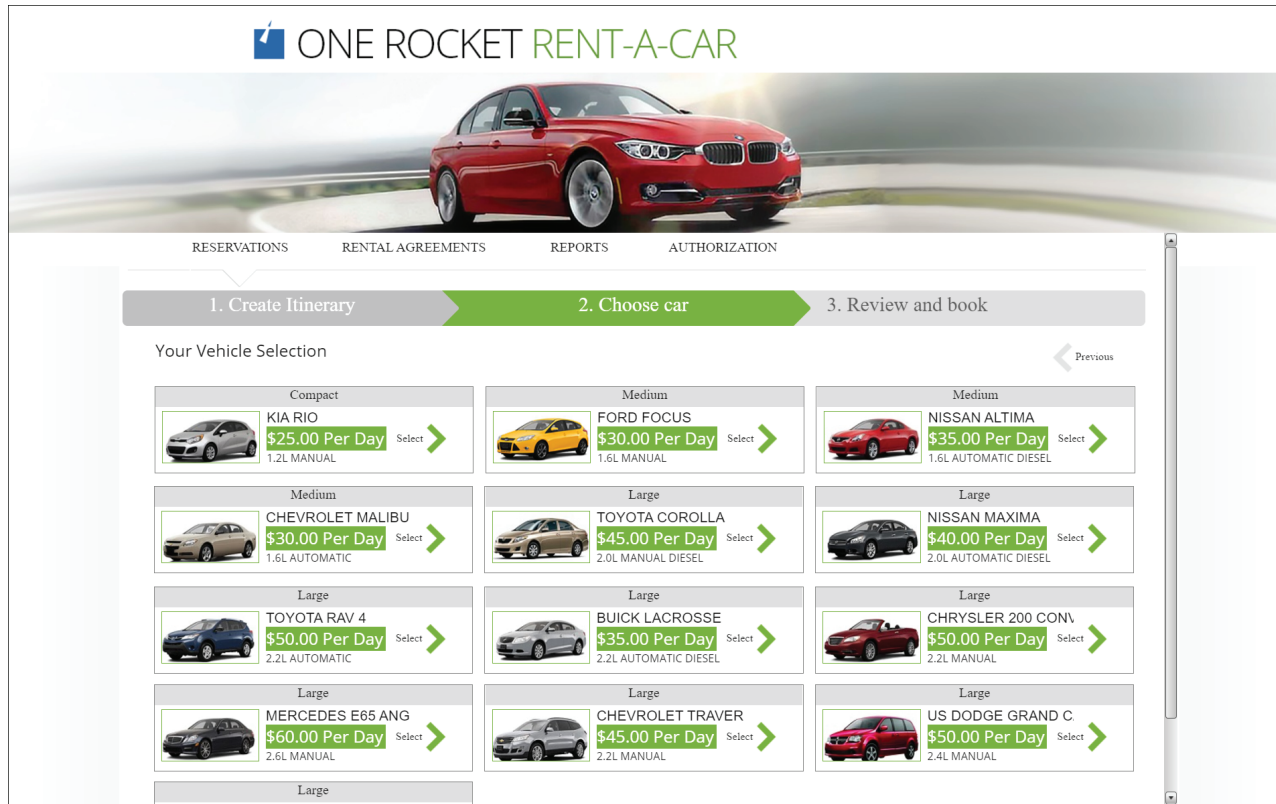 ONE ROCKET RENT-A-CAR
RESERVATIONS RENTAL AGREEMENTS REPORTS AUTHORIZATION
1. Create Itinerary 2. Choose car 3. Review and book
Your Vehicle Selection
Previous
Compact
KIA RIO
$25.00 Per Day Select
1.2L MANUAL
Medium
FORD FOCUS
$30.00 Per Day Select
1.6L MANUAL
Medium
NISSAN ALTIMA
$35.00 Per Day Select
1.6L AUTOMATIC DIESEL
Medium
CHEVROLET MALIBU
$30.00 Per Day Select
1.6L AUTOMATIC
Large
TOYOTA COROLLA
$45.00 Per Day Select
2.0L MANUAL DIESEL
Large
NISSAN MAXIMA
$40.00 Per Day Select
2.0L AUTOMATIC DIESEL
Large
TOYOTA RAV 4
$50.00 Per Day Select
2.2L AUTOMATIC
Large
BUICK LACROSSE
$35.00 Per Day Select
2.2L AUTOMATIC DIESEL
Large
CHRYSLER 200 CONV
$50.00 Per Day Select
2.2L MANUAL
Large
MERCEDES E65 ANG
$60.00 Per Day Select
2.6L MANUAL
Large
CHEVROLET TRAVER
$45.00 Per Day Select
2.2L MANUAL
Large
US DODGE GRAND C
$50.00 Per Day Select
2.4L MANUAL
Large